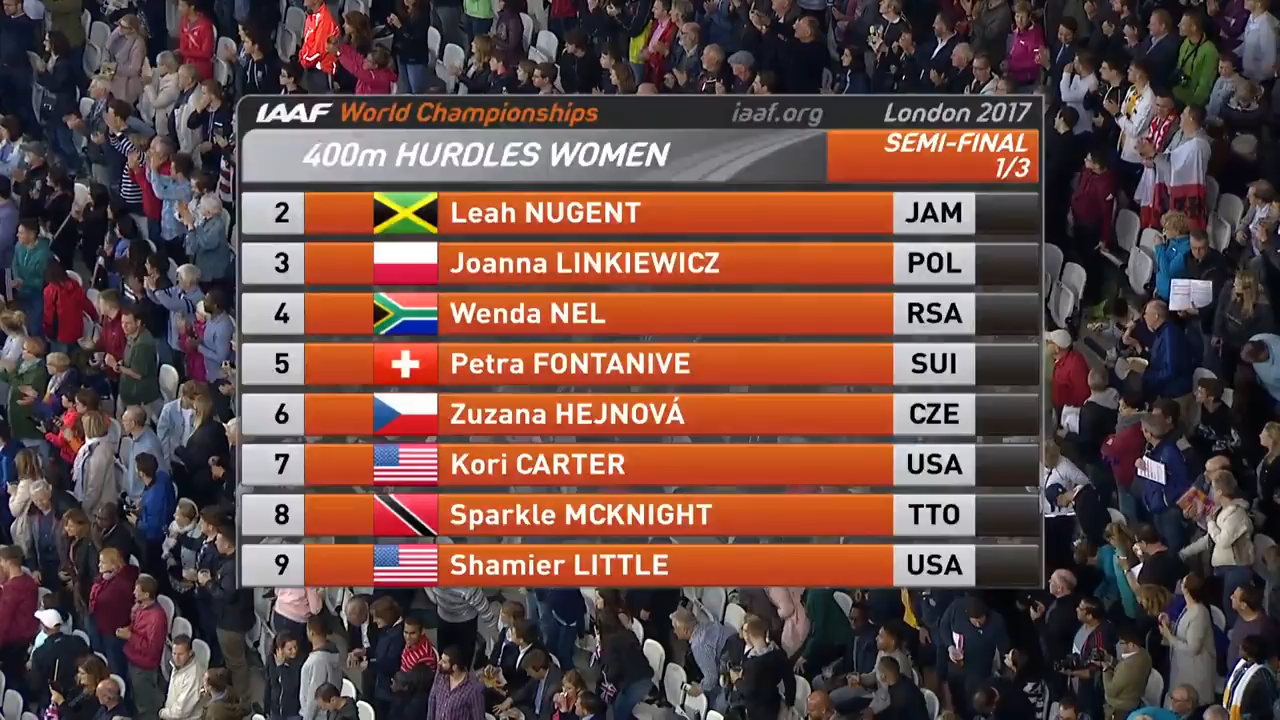 IAAF World Championships iaaf.org London 2017
400m HURDLES WOMEN SEMI-FINAL 1/3
2 Leah NUGENT JAM
3 Joanna LINKIEWICZ POL
4 Wenda NEL RSA
5 Petra FONTANIVE SUI
6 Zuzana HEJNOVÁ CZE
7 Kori CARTER USA
8 Sparkle MCKNIGHT TTO
9 Shamier LITTLE USA